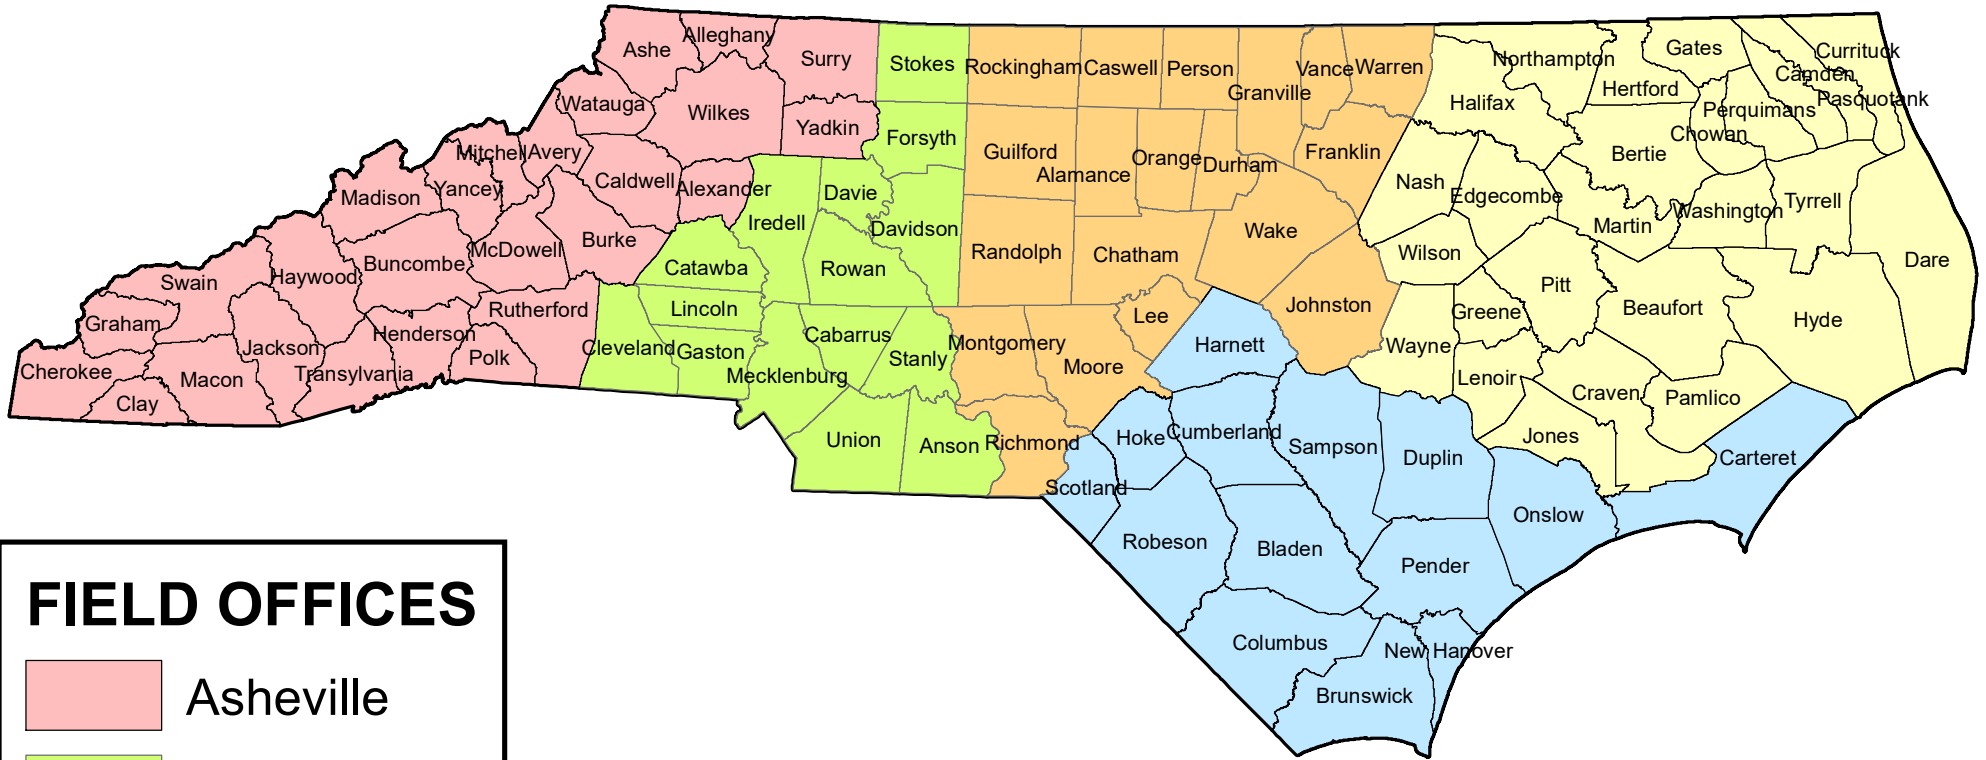 Ashe
Alleghany
Surry
Stokes
Rockingham
Caswell
Person
Granville
Vance
Warren
Northampton
Gates
Currituck
Camden
Pasquotank
Perquimans
Chowan
Hertford
Halifax
Watauga
Wilkes
Yadkin
Forsyth
Guilford
Alamance
Orange
Durham
Franklin
Nash
Edgecombe
Bertie
Martin
Washington
Tyrrell
Dare
Mitchell
Avery
Caldwell
Alexander
Iredell
Davie
Davidson
Madison
Yancey
McDowell
Burke
Catawba
Rowan
Randolph
Chatham
Wake
Wilson
Pitt
Beaufort
Hyde
Swain
Haywood
Buncombe
Rutherford
Lincoln
Cabarrus
Montgomery
Moore
Lee
Johnston
Harnett
Greene
Wayne
Lenoir
Craven
Pamlico
Graham
Jackson
Henderson
Polk
Cleveland
Gaston
Mecklenburg
Stanly
Cherokee
Clay
Macon
Transylvania
Union
Anson
Richmond
Hoke
Cumberland
Sampson
Duplin
Jones
Carteret
Scotland
Robeson
Bladen
Pender
Onslow
Columbus
Brunswick
New Hanover
FIELD OFFICES
Asheville